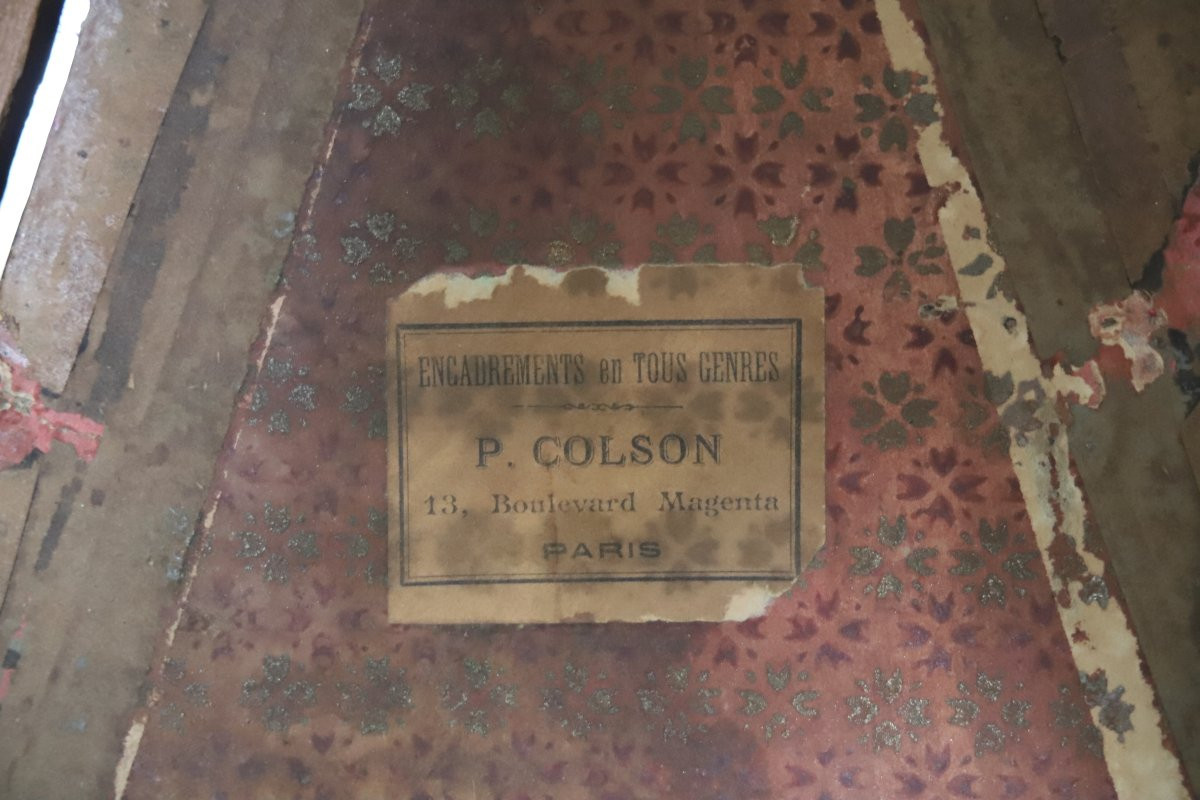 ENCADREMENTS en TOUS GENRES
P. COLSON
13, Boulevard Magenta
PARIS